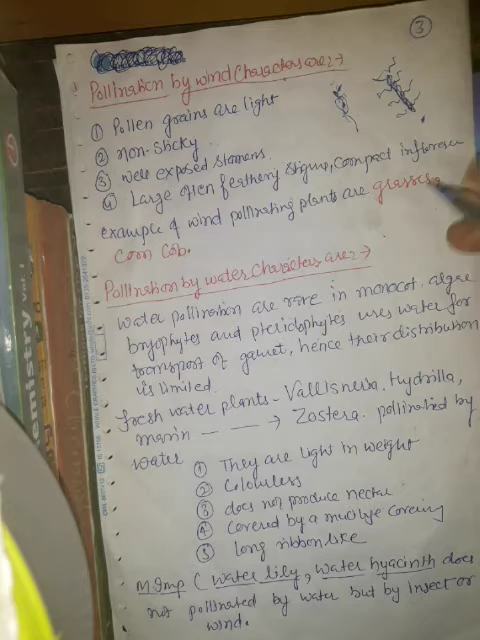 3
Pollination by wind Characters are:→
① Pollen grains are light
② non-sticky.
③ well exposed stamens.
④ Large often feathery stigma, compact
example of wind pollinating plants are grasses,
Corn Cob.
Pollination by water characters are:→
Water pollination are rare in monocot. algae
bryophytes and pteridophytes uses water for
transport of gamet, hence their distribution
is limited.
fresh water plants - Vallisneria. Hydrilla,
marin - - - → Zostera. pollinated by
water
① They are light in weight
② Colourless
③ does not produce nectar
④ covered by a
⑤ long ribbon like
M Imp ( water lily, water hyacinth does
not pollinated by water but by insect or
wind.